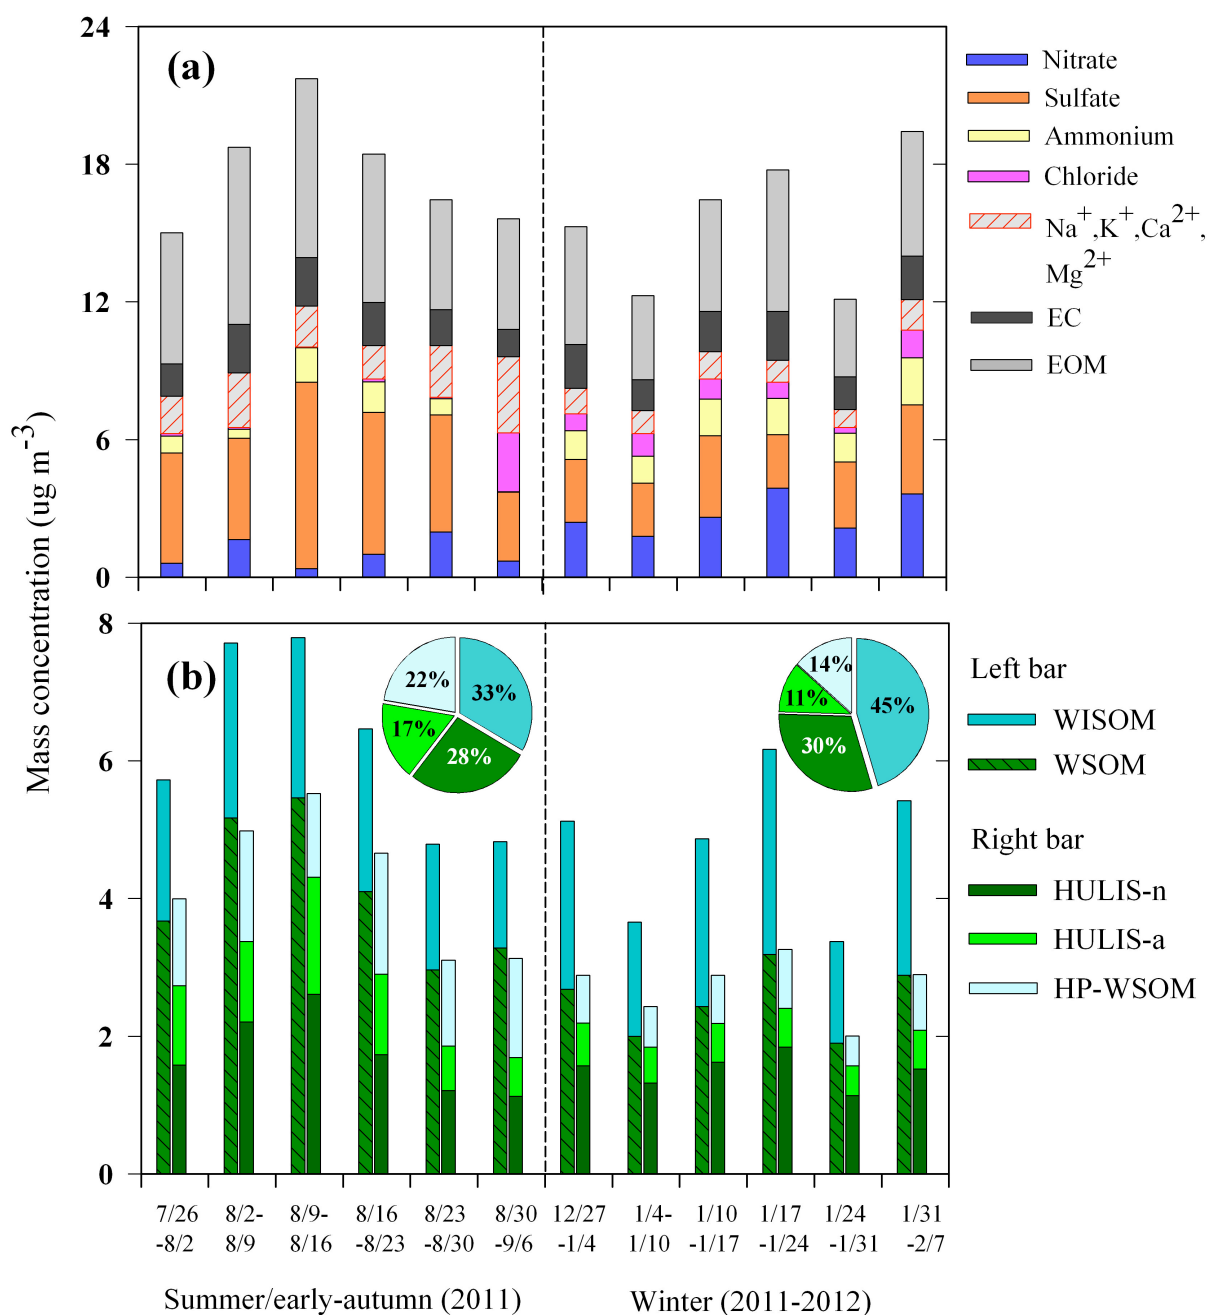 Mass concentration (ug m-3)
24
18
12
6
0
(a)
Nitrate
Sulfate
Ammonium
Chloride
Na+,K+,Ca2+,
Mg2+
EC
EOM
8
6
4
2
0
(b)
22%
33%
17%
28%
14%
11%
45%
30%
Left bar
WISOM
WSOM
Right bar
HULIS-n
HULIS-a
HP-WSOM
7/26
-8/2
8/2-
8/9
8/9-
8/16
8/16
-8/23
8/23
-8/30
8/30
-9/6
12/27
-1/4
1/4-
1/10
1/10
-1/17
1/17
-1/24
1/24
-1/31
1/31
-2/7
Summer/early-autumn (2011)
Winter (2011-2012)